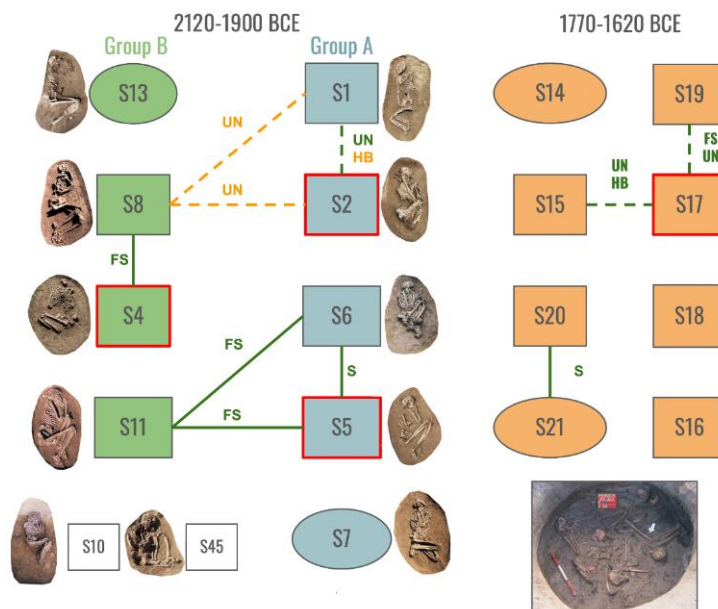 2120-1900 BCE
1770-1620 BCE
Group B
Group A
S13
S1
S14
S19
UN
UN
HB
FS
UN
UN
HB
S8
UN
S2
S15
S17
FS
S4
S6
S20
S18
FS
S
S
S11
FS
S5
S21
S16
S10
S45
S7